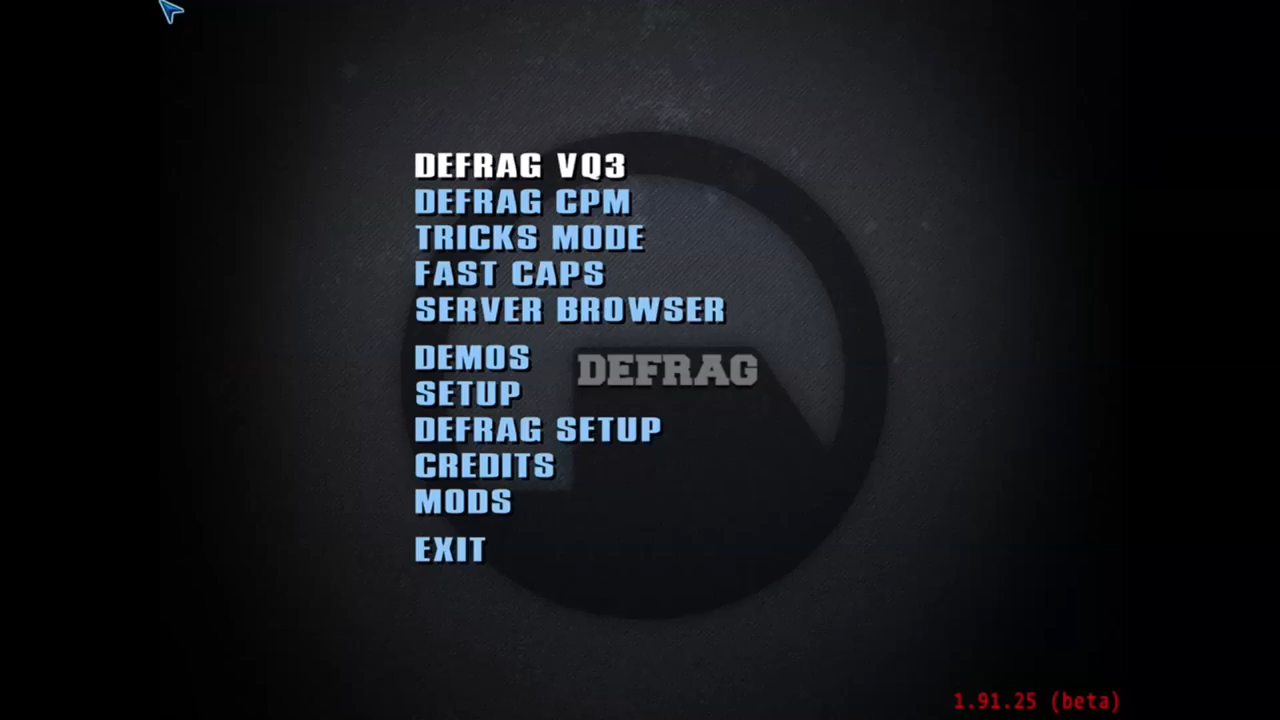 DEFRAG VQ3
DEFRAG CPM
TRICKS MODE
FAST CAPS
SERVER BROWSER
DEMOS
DEFRAG
SETUP
DEFRAG SETUP
CREDITS
MODS
EXIT
1.91.25 (beta)